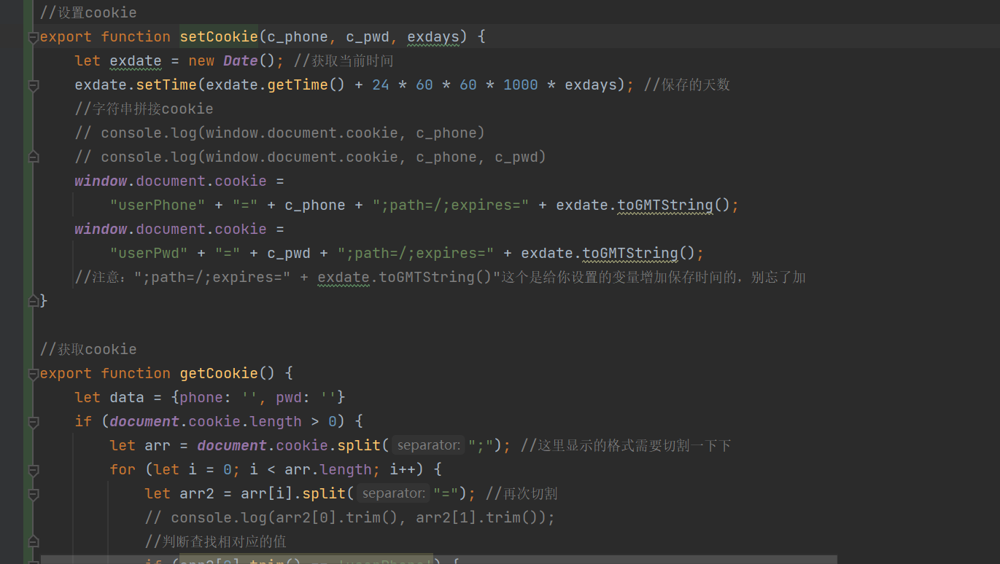 //设置cookie
export function setCookie(c_phone, c_pwd, exdays) {
let exdate = new Date(); //获取当前时间
exdate.setTime(exdate.getTime() + 24 * 60 * 60 * 1000 * exdays); //保存的天数
//字符串拼接cookie
// console.log(window.document.cookie, c_phone)
// console.log(window.document.cookie, c_phone, c_pwd)
window.document.cookie =
"userPhone" + "=" + c_phone + ";path=/;expires=" + exdate.toGMTString();
window.document.cookie =
"userPwd" + "=" + c_pwd + ";path=/;expires=" + exdate.toGMTString();
//注意：";path=/;expires=" + exdate.toGMTString()"这个是给你设置的变量增加保存时间的，别忘了加
}
//获取cookie
export function getCookie() {
let data = {phone: '', pwd: ''}
if (document.cookie.length > 0) {
let arr = document.cookie.split( separator: ";"); //这里显示的格式需要切割一下下
for (let i = 0; i < arr.length; i++) {
let arr2 = arr[i].split( separator: "="); //再次切割
// console.log(arr2[0].trim(), arr2[1].trim());
//判断查找相对应的值
if (arr2[0].trim() == 'userPhone') {